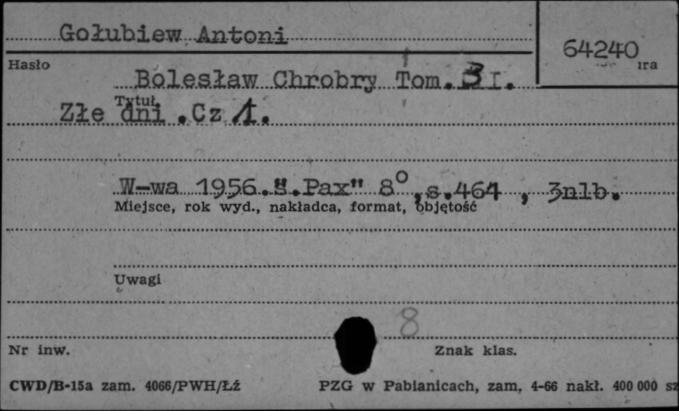 Gołubiew Antoni
64240
Hasło
ıra
Bolesław Chrobry Tom.3 I.
Tytuł
Złe dni .Cz 1.
W-wa 1956.".Pax" 8°,s.464 , 3nlb.
Miejsce, rok wyd., nakładca, format, objętość
Uwagi
8
Nr inw.
Znak klas.
CWD/B-15a zam. 4066/PWH/Łź
PZG w Pabianicach, zam. 4-66 nakł. 400 000 sz